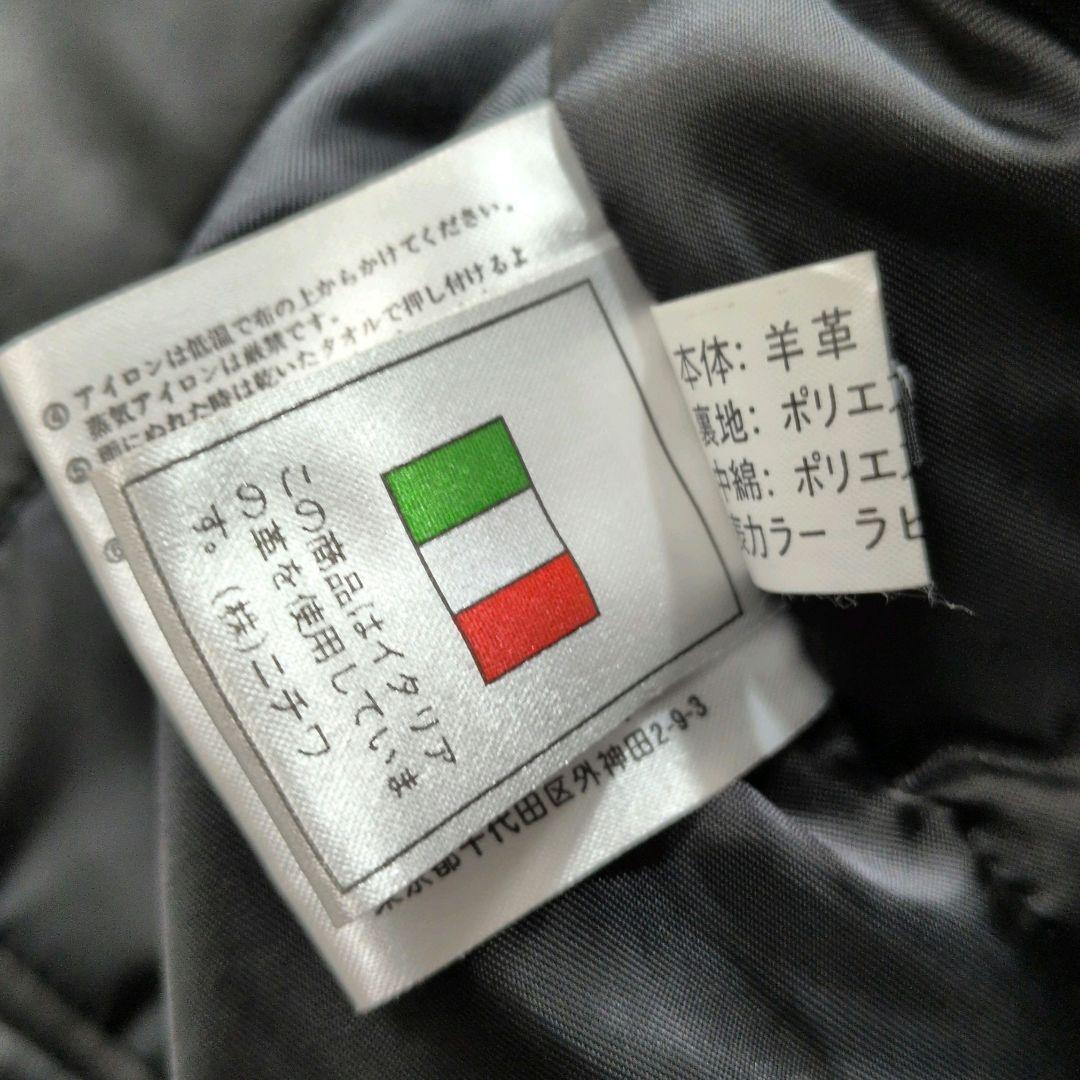 ④ アイロンは低温で布の上からかけてください。
蒸気アイロンは厳禁です。
⑤ 雨にぬれた時は乾いたタオルで押し付けるよ
⑥
この商品はイタリア
の革を使用していま
す。(株)ニチワ
東京都千代田区外神田2-9-3
本体: 羊革
裏地: ポリエス
中綿: ポリエス
表カラー ラビ